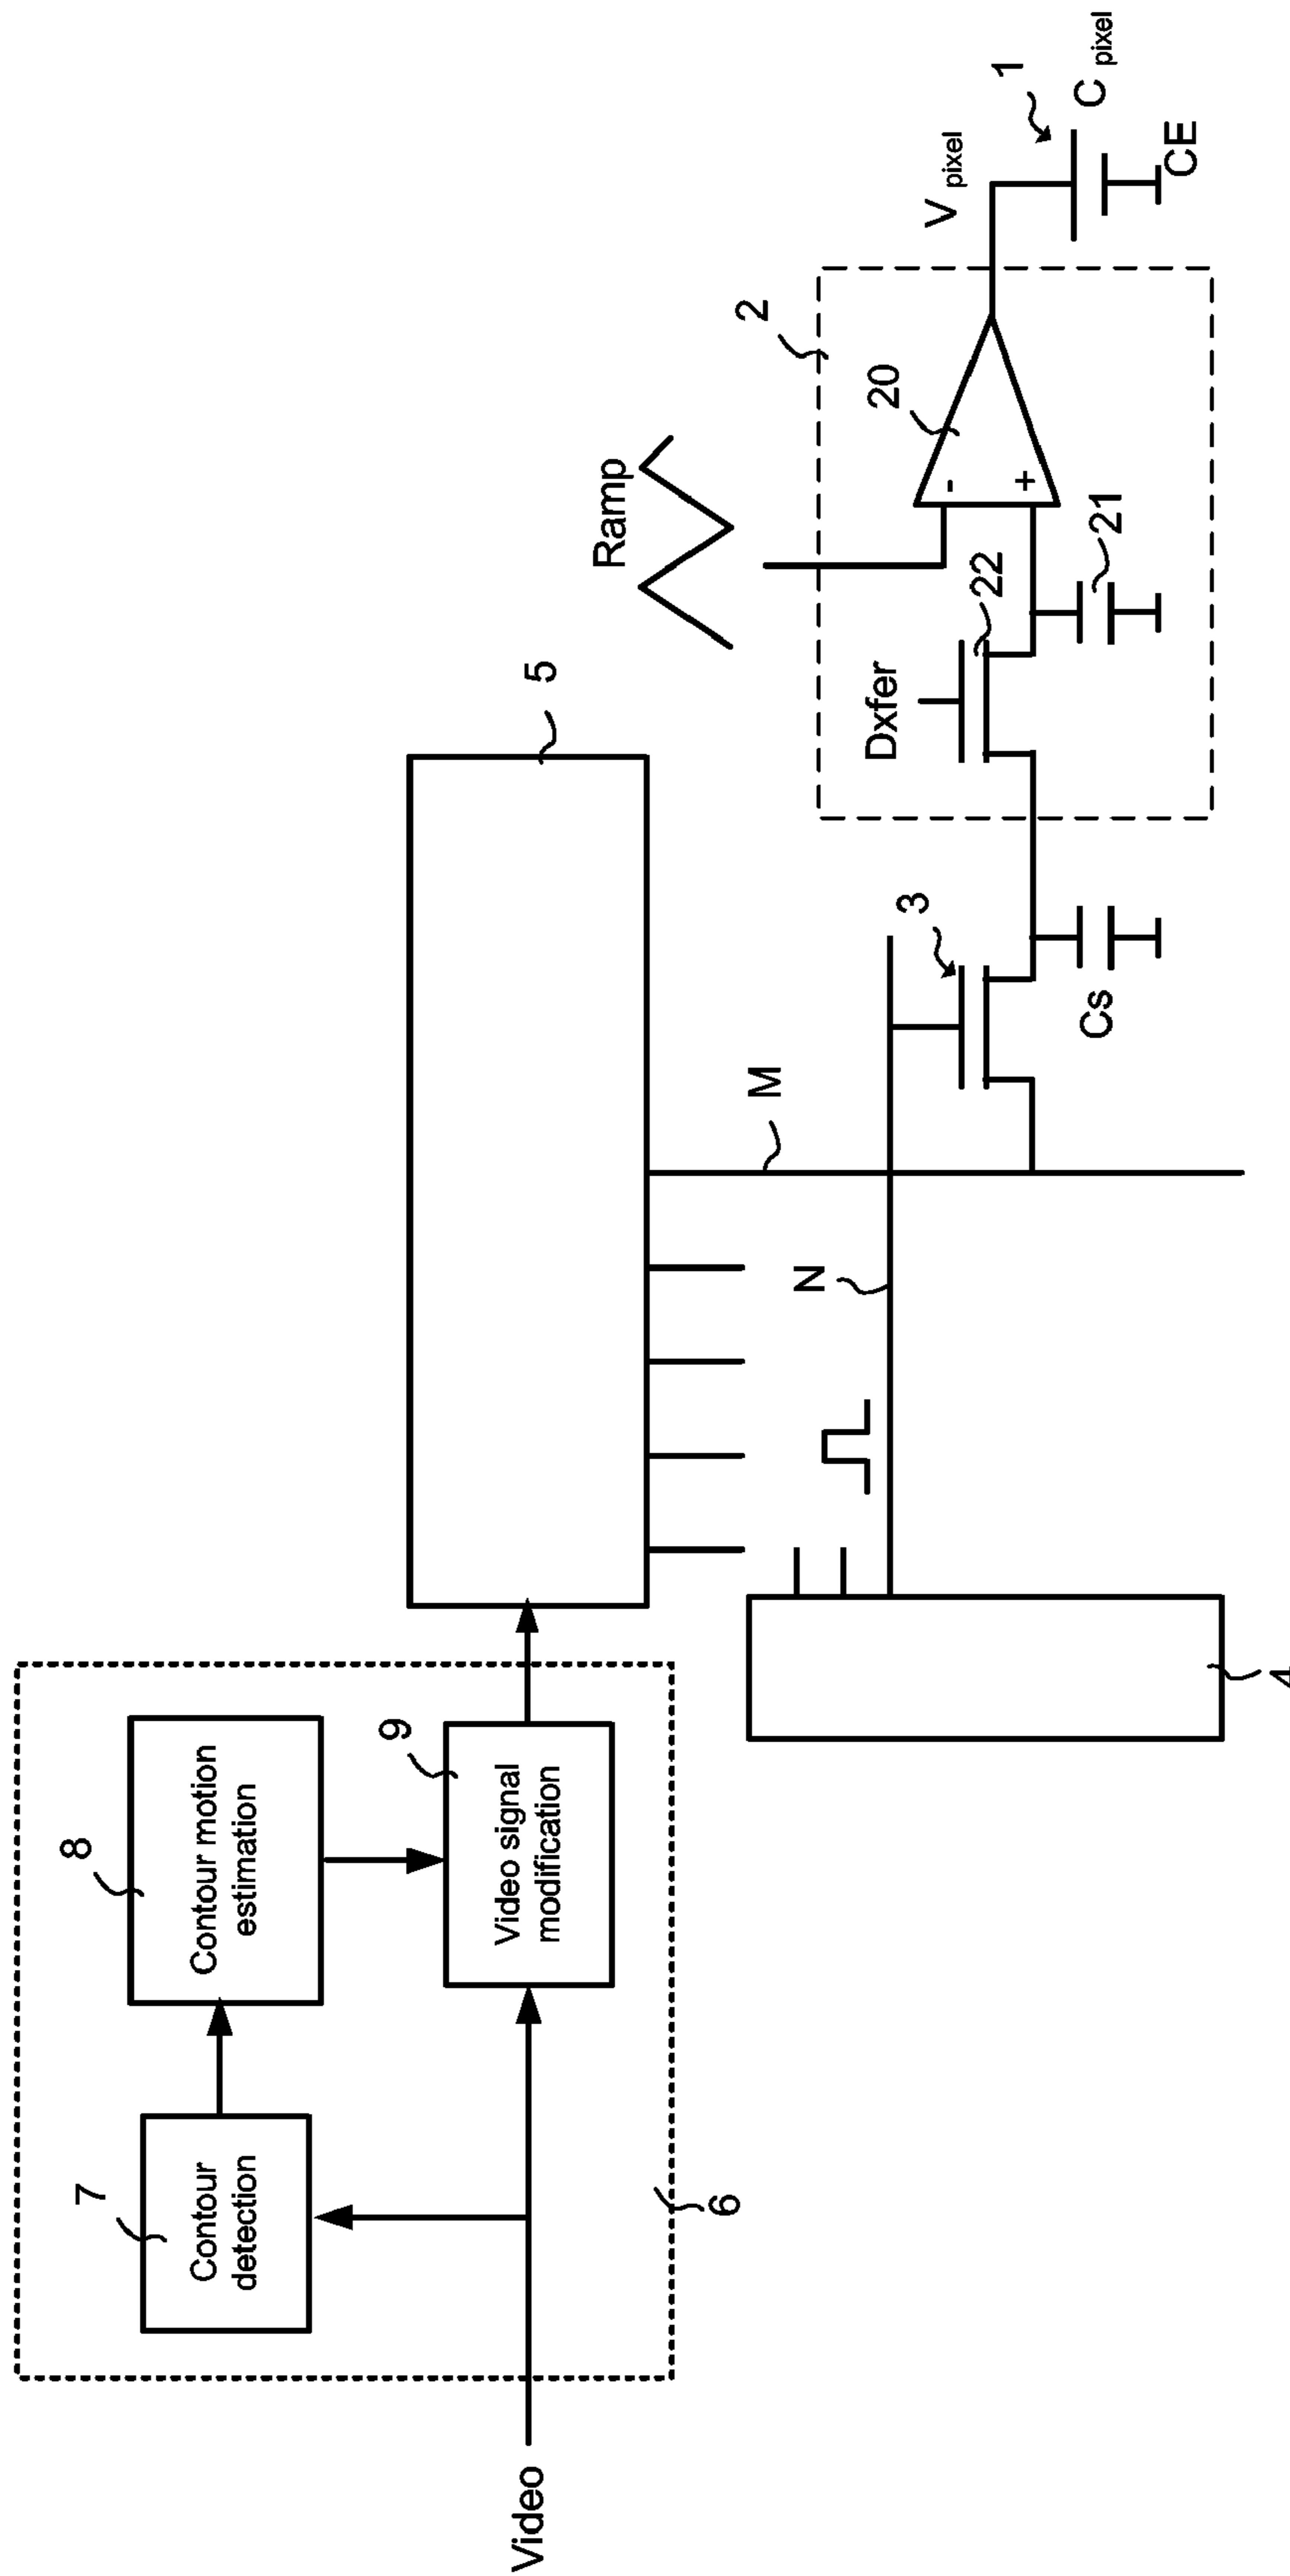 7
Contour
detection
8
Contour motion
estimation
9
Video signal
modification
6
Video
5
4
N
M
3
Cs
Ramp
2
Dxfer
22
21
20
-
+
V pixel
1
C pixel
CE